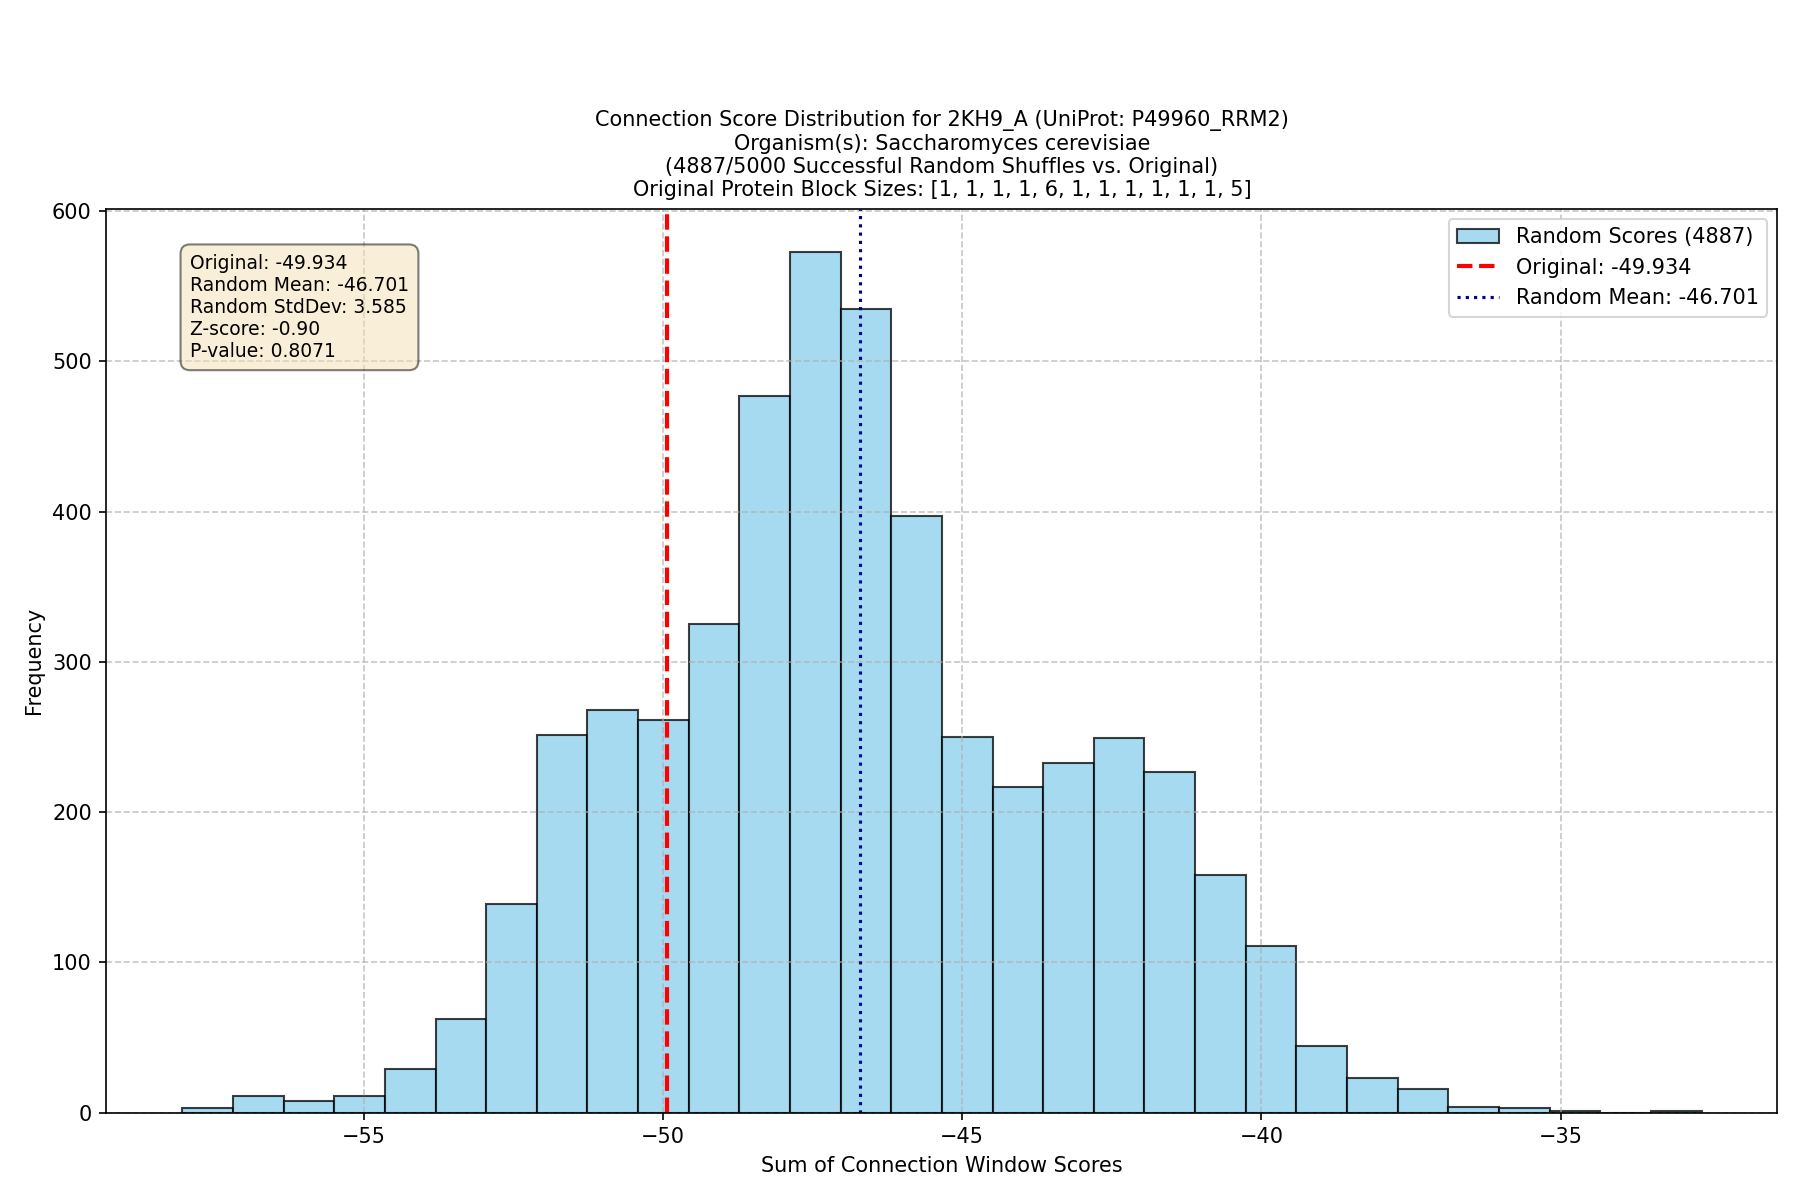 Connection Score Distribution for 2KH9_A (UniProt: P49960_RRM2)
Organism(s): Saccharomyces cerevisiae
(4887/5000 Successful Random Shuffles vs. Original)
Original Protein Block Sizes: [1, 1, 1, 1, 6, 1, 1, 1, 1, 1, 1, 5]
Original: -49.934
Random Mean: -46.701
Random StdDev: 3.585
Z-score: -0.90
P-value: 0.8071
Random Scores (4887)
Original: -49.934
Random Mean: -46.701
Frequency
600
500
400
300
200
100
0
−55
−50
−45
−40
−35
Sum of Connection Window Scores